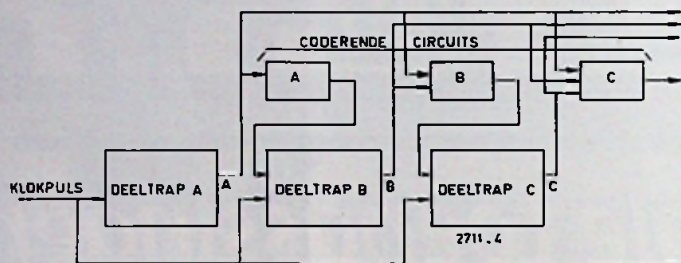 CODERENDE CIRCUITS
A
B
C
KLOKPULS
DEELTRAP A
A
DEELTRAP B
B
DEELTRAP C
C
2711.4